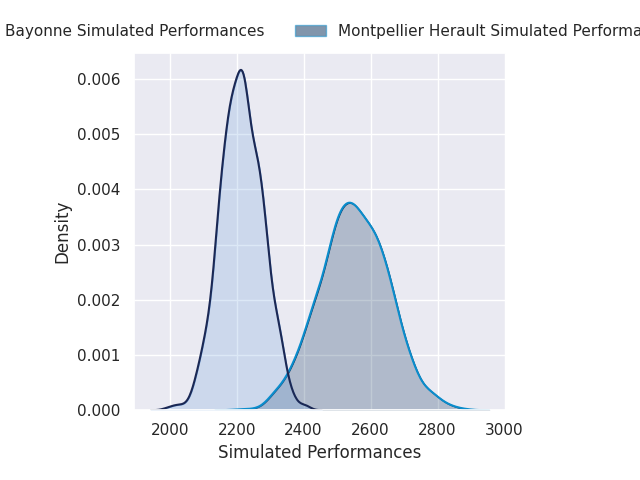 Bayonne Simulated Performances
Montpellier Herault Simulated Performa
0.006
0.005
0.004
0.003
0.002
0.001
0.000
Density
2000 2200 2400 2600 2800 3000
Simulated Performances